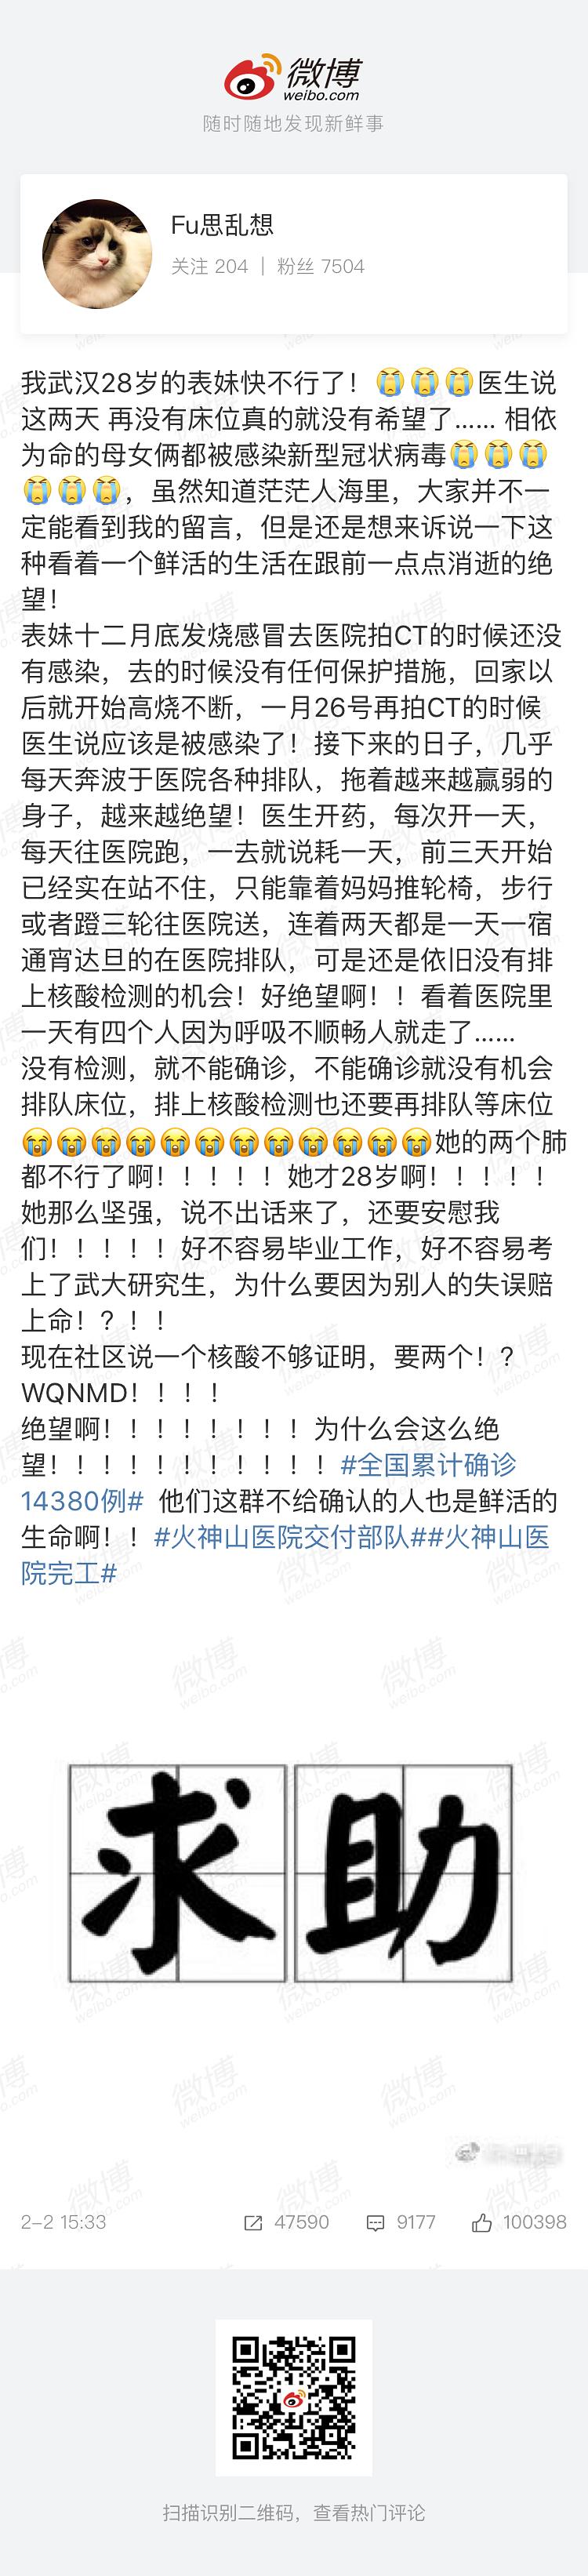 微博
weibo.com
随时随地发现新鲜事
Fu思乱想
关注 204 | 粉丝 7504
我武汉28岁的表妹快不行了！😭😭😭医生说
这两天 再没有床位真的就没有希望了…… 相依
为命的母女俩都被感染新型冠状病毒😭😭😭
😭😭😭，虽然知道茫茫人海里，大家并不一
定能看到我的留言，但是还是想来诉说一下这
种看着一个鲜活的生活在跟前一点点消逝的绝
望！
表妹十二月底发烧感冒去医院拍CT的时候还没
有感染，去的时候没有任何保护措施，回家以
后就开始高烧不断，一月26号再拍CT的时候
医生说应该是被感染了！接下来的日子，几乎
每天奔波于医院各种排队，拖着越来越赢弱的
身子，越来越绝望！医生开药，每次开一天，
每天往医院跑，一去就说耗一天，前三天开始
已经实在站不住，只能靠着妈妈推轮椅，步行
或者蹬三轮往医院送，连着两天都是一天一宿
通宵达旦的在医院排队，可是还是依旧没有排
上核酸检测的机会！好绝望啊！！看着医院里
一天有四个人因为呼吸不顺畅人就走了……
没有检测，就不能确诊，不能确诊就没有机会
排队床位，排上核酸检测也还要再排队等床位
😭😭😭😭😭😭😭😭😭😭😭😭她的两个肺
都不行了啊！！！！！她才28岁啊！！！！！
她那么坚强，说不出话来了，还要安慰我
们！！！！！好不容易毕业工作，好不容易考
上了武大研究生，为什么要因为别人的失误赔
上命！？！！
现在社区说一个核酸不够证明，要两个！？
WQNMD！！！！
绝望啊！！！！！！！！为什么会这么绝
望！！！！！！！！！！！#全国累计确诊
14380例# 他们这群不给确认的人也是鲜活的
生命啊！！#火神山医院交付部队##火神山医
院完工#
求助
2-2 15:33 47590 9177 100398
扫描识别二维码，查看热门评论